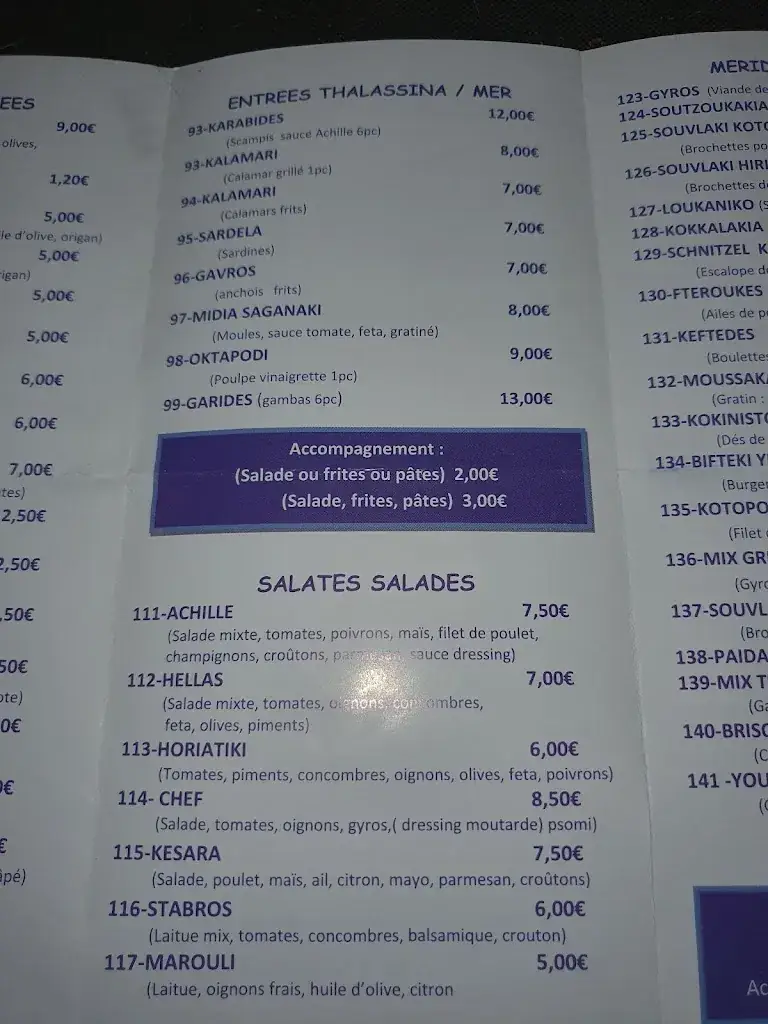 EES
9,00€
olives,
1,20€
5,00€
le d'olive, origan)
5,00€
rigan)
5,00€
5,00€
6,00€
6,00€
7,00€
tes)
2,50€
2,50€
,50€
50€
ote)
0€
€
€
âpé)
ENTREES THALASSINA / MER
93-KARABIDES 12,00€
(Scampis sauce Achille 6pc)
93-KALAMARI 8,00€
(Calamar grillé 1pc)
94-KALAMARI 7,00€
(Calamars frits)
95-SARDELA 7,00€
(Sardines)
96-GAVROS 7,00€
(anchois frits)
97-MIDIA SAGANAKI 8,00€
(Moules, sauce tomate, feta, gratiné)
98-OKTAPODI 9,00€
(Poulpe vinaigrette 1pc)
99-GARIDES (gambas 6pc) 13,00€
Accompagnement :
(Salade ou frites ou pâtes) 2,00€
(Salade, frites, pâtes) 3,00€
SALATES SALADES
111-ACHILLE 7,50€
(Salade mixte, tomates, poivrons, maïs, filet de poulet,
champignons, croûtons, parmesan, sauce dressing)
112-HELLAS 7,00€
(Salade mixte, tomates, oignons, concombres,
feta, olives, piments)
113-HORIATIKI 6,00€
(Tomates, piments, concombres, oignons, olives, feta, poivrons)
114- CHEF 8,50€
(Salade, tomates, oignons, gyros,( dressing moutarde) psomi)
115-KESARA 7,50€
(Salade, poulet, maïs, ail, citron, mayo, parmesan, croûtons)
116-STABROS 6,00€
(Laitue mix, tomates, concombres, balsamique, crouton)
117-MAROULI 5,00€
(Laitue, oignons frais, huile d'olive, citron
MERID
123-GYROS (Viande de
124-SOUTZOUKAKIA
125-SOUVLAKI KOTO
(Brochettes po
126-SOUVLAKI HIRI
(Brochettes d
127-LOUKANIKO (S
128-KOKKALAKIA
129-SCHNITZEL K
(Escalope d
130-FTEROUKES
(Ailes de p
131-KEFTEDES
(Boulettes
132-MOUSSAKA
(Gratin :
133-KOKINISTO
(Dés de
134-BIFTEKI Y
(Burger
135-KOTOPO
(Filet
136-MIX GR
(Gyro
137-SOUVL
(Bro
138-PAIDA
139-MIX T
(Ga
140-BRISO
(C
141 -YOU
(
Ac